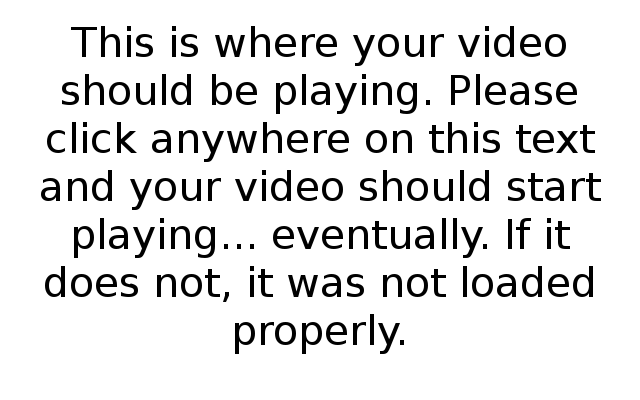 This is where your video
should be playing. Please
click anywhere on this text
and your video should start
playing... eventually. If it
does not, it was not loaded
properly.